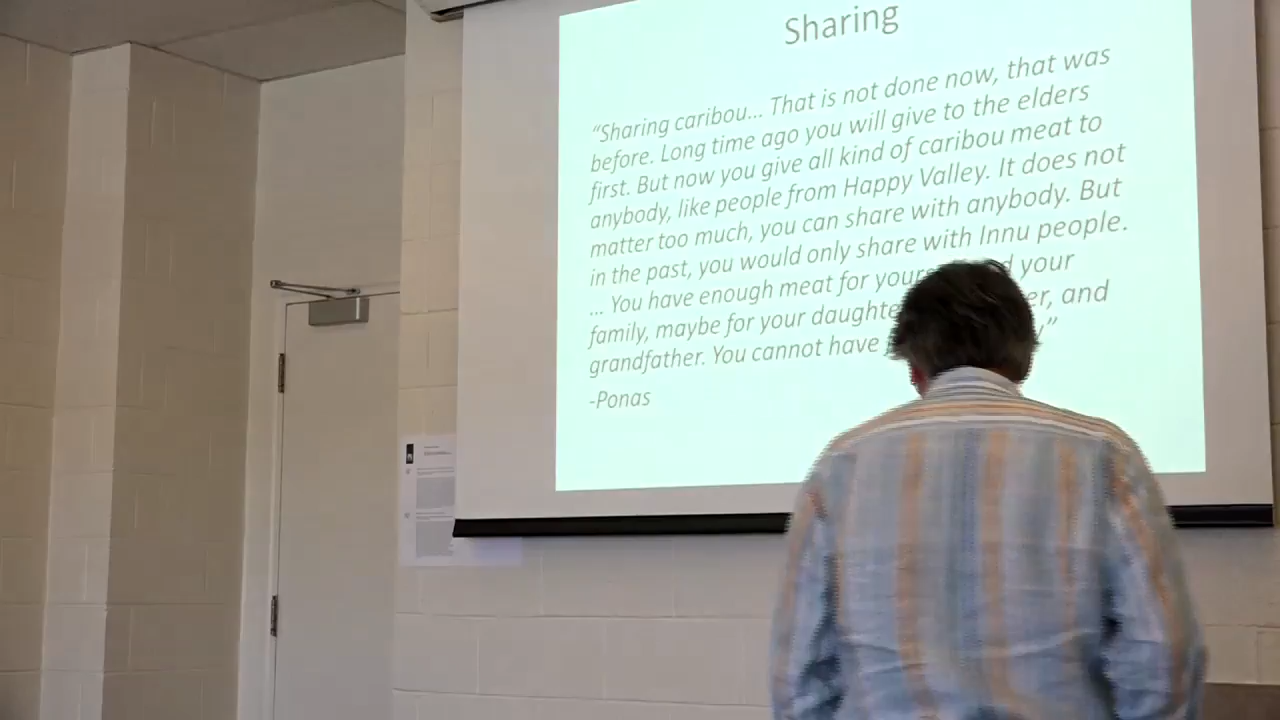 Sharing
“Sharing caribou... That is not done now, that was
before. Long time ago you will give to the elders
first. But now you give all kind of caribou meat to
anybody, like people from Happy Valley. It does not
matter too much, you can share with anybody. But
in the past, you would only share with Innu people.
... You have enough meat for your your
family, maybe for your and
grandfather. You cannot have
-Ponas